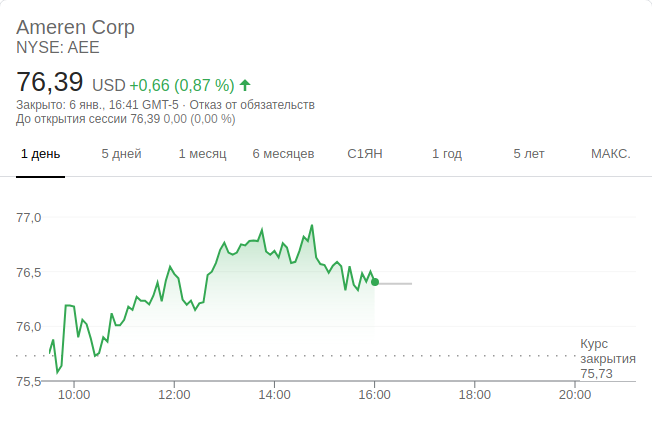 Ameren Corp
NYSE: AEE
76,39 USD +0,66 (0,87 %)
Закрыто: 6 янв., 16:41 GMT-5 · Отказ от обязательств
До открытия сессии 76,39 0,00 (0,00 %)
1 день 5 дней 1 месяц 6 месяцев С1ЯН 1 год 5 лет МАКС.
77,0
76,5
76,0
Курс
закрытия
75,73
75,5
10:00 12:00 14:00 16:00 18:00 20:00